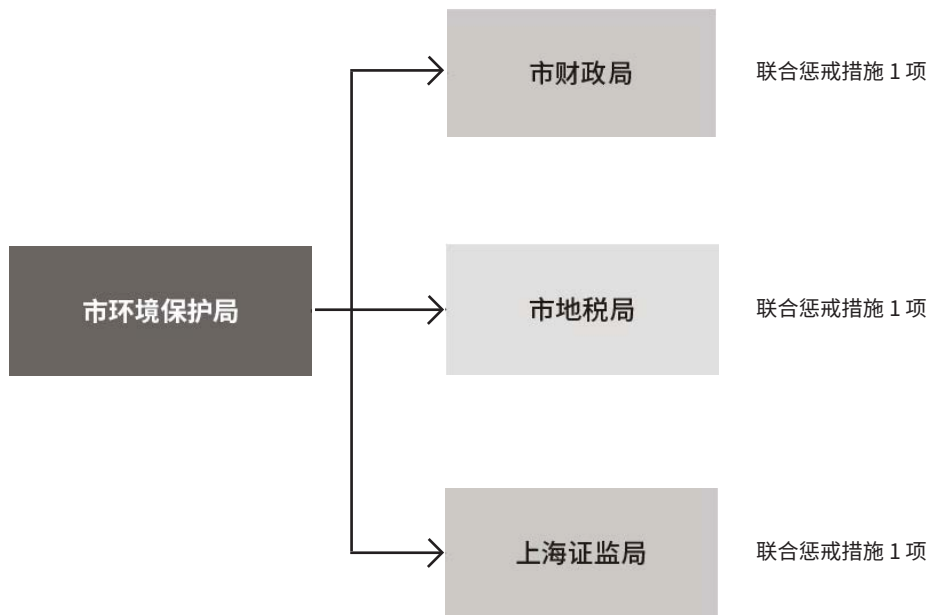 市财政局
联合惩戒措施 1 项
市环境保护局
市地税局
联合惩戒措施 1 项
上海证监局
联合惩戒措施 1 项